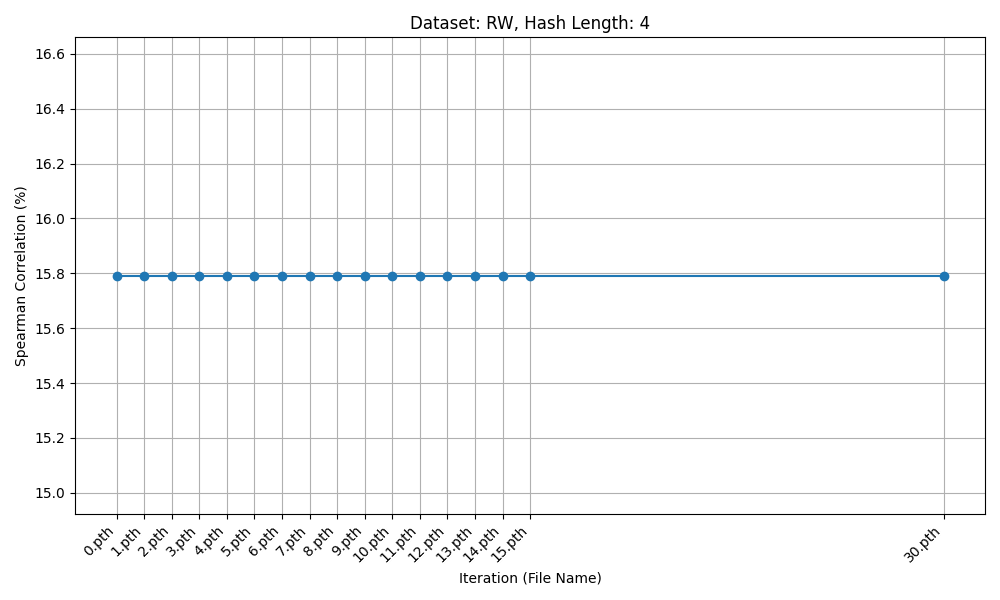 Dataset: RW, Hash Length: 4
Spearman Correlation (%)
16.6
16.4
16.2
16.0
15.8
15.6
15.4
15.2
15.0
0.pth
1.pth
2.pth
3.pth
4.pth
5.pth
6.pth
7.pth
8.pth
9.pth
10.pth
11.pth
12.pth
13.pth
14.pth
15.pth
30.pth
Iteration (File Name)